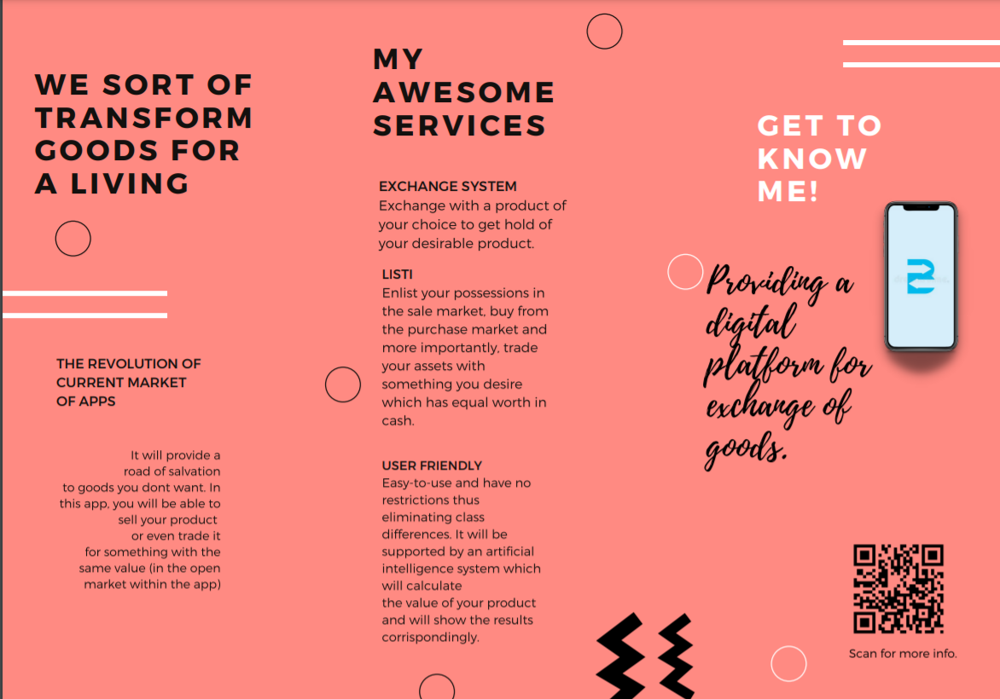 WE SORT OF
TRANSFORM
GOODS FOR
A LIVING
THE REVOLUTION OF
CURRENT MARKET
OF APPS
It will provide a
road of salvation
to goods you dont want. In
this app, you will be able to
sell your product
or even trade it
for something with the
same value (in the open
market within the app)
MY
AWESOME
SERVICES
EXCHANGE SYSTEM
Exchange with a product of
your choice to get hold of
your desirable product.
LISTI
Enlist your possessions in
the sale market, buy from
the purchase market and
more importantly, trade
your assets with
something you desire
which has equal worth in
cash.
USER FRIENDLY
Easy-to-use and have no
restrictions thus
eliminating class
differences. It will be
supported by an artificial
intelligence system which
will calculate
the value of your product
and will show the results
corrispondingly.
GET TO
KNOW
ME!
Providing a
digital
platform for
exchange of
goods.
Scan for more info.